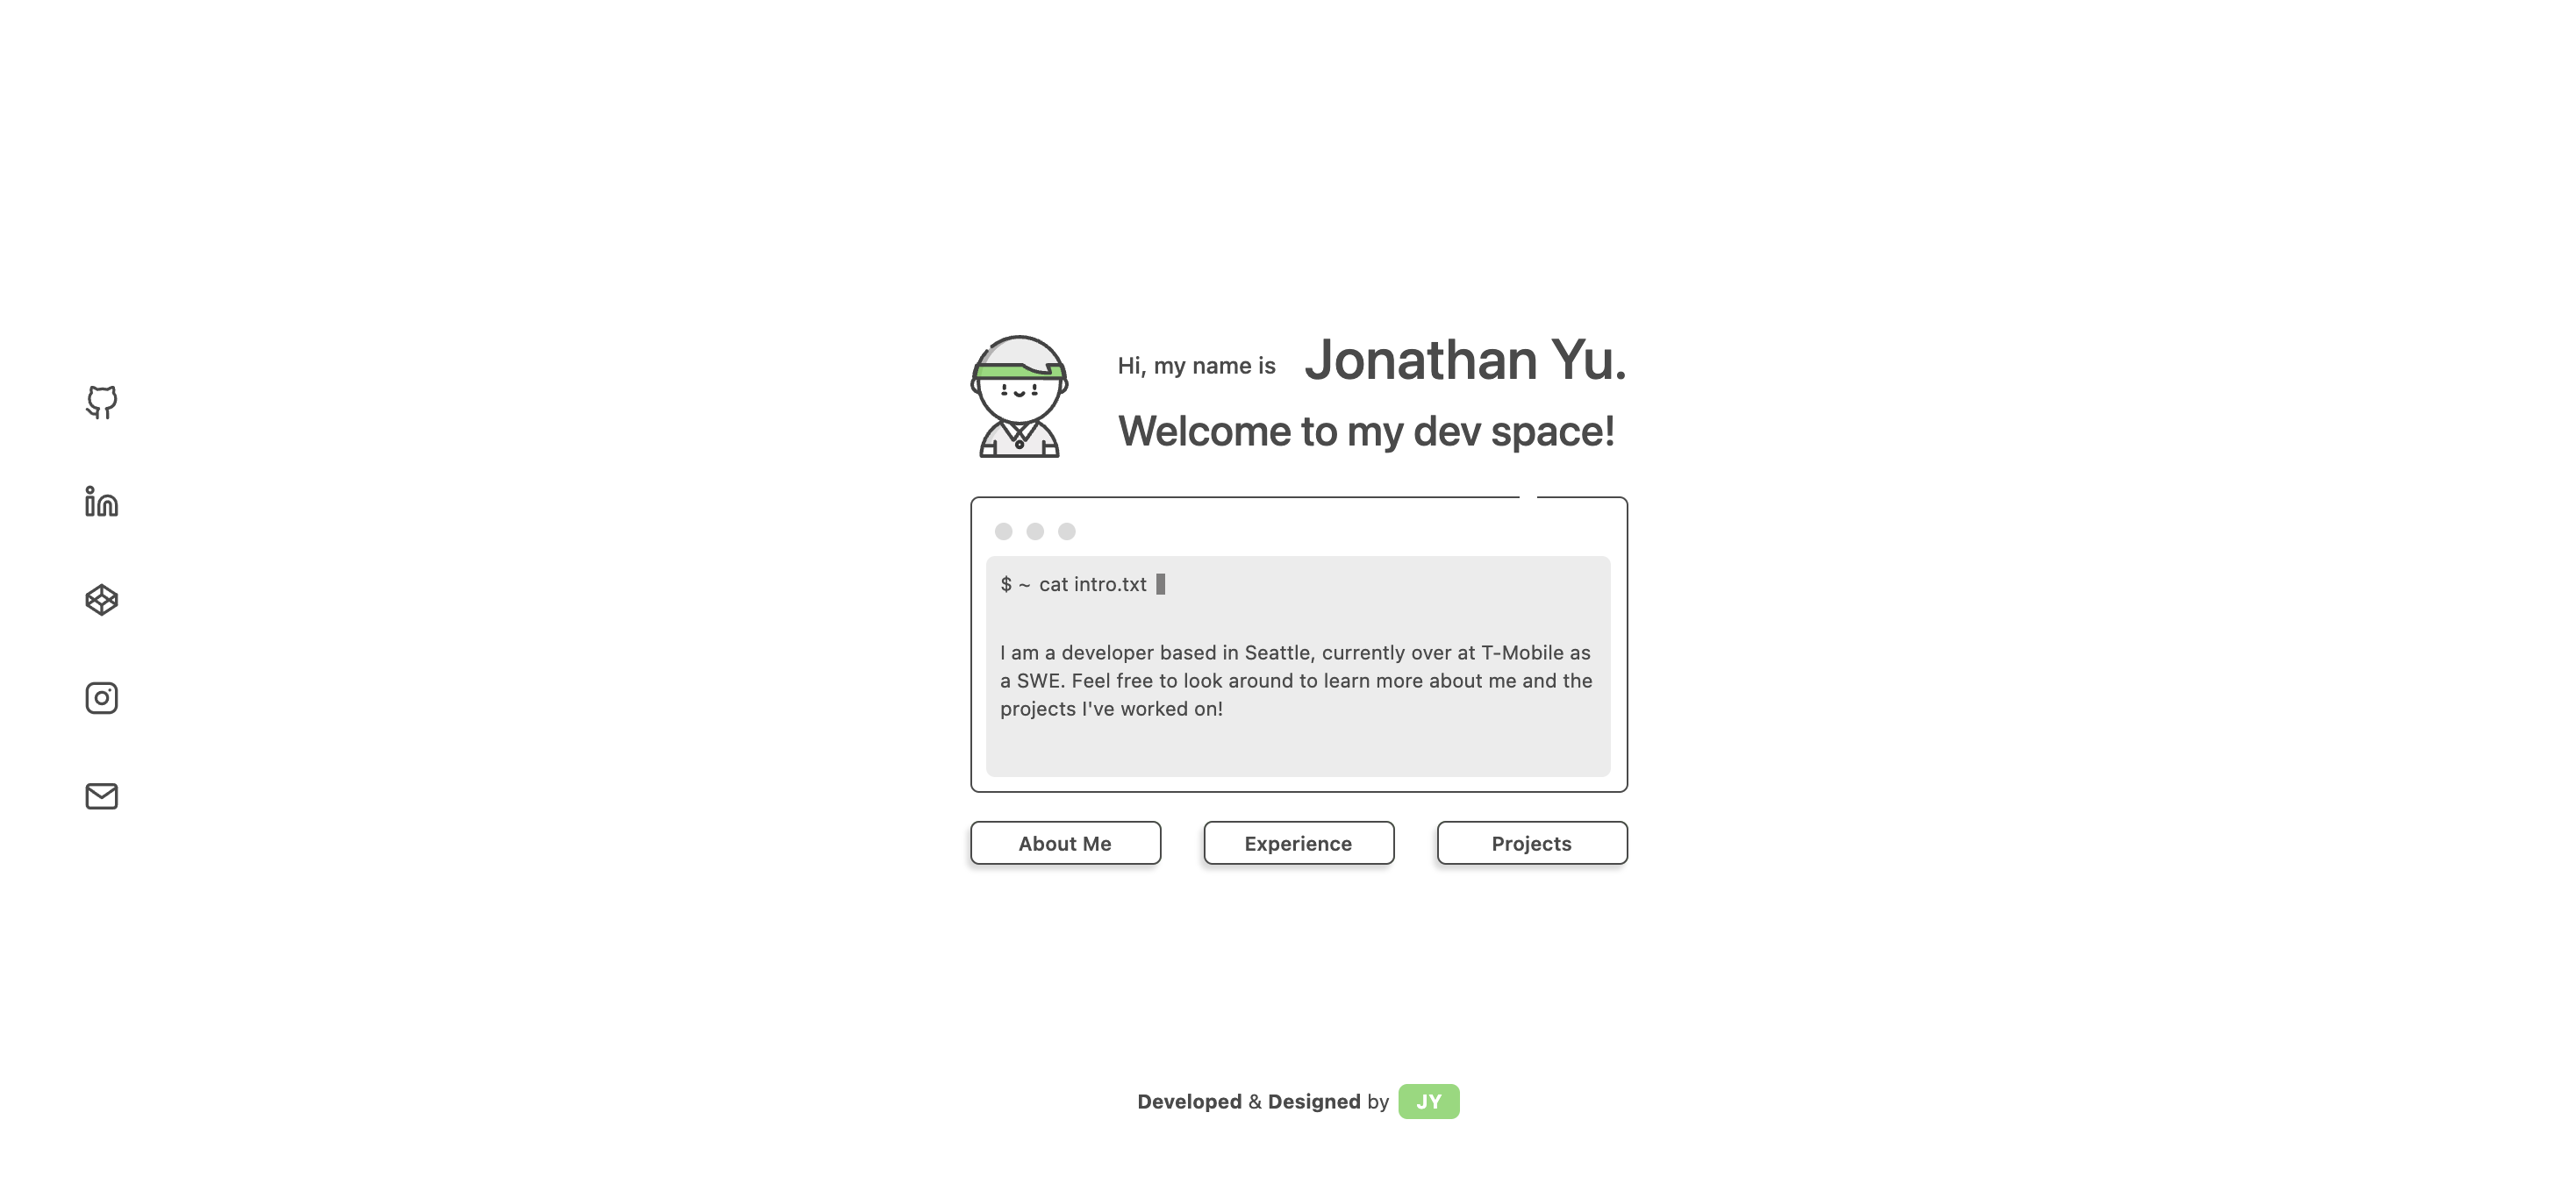 Hi, my name is Jonathan Yu.
Welcome to my dev space!
$ ~ cat intro.txt
I am a developer based in Seattle, currently over at T-Mobile as
a SWE. Feel free to look around to learn more about me and the
projects I've worked on!
About Me
Experience
Projects
Developed & Designed by JY